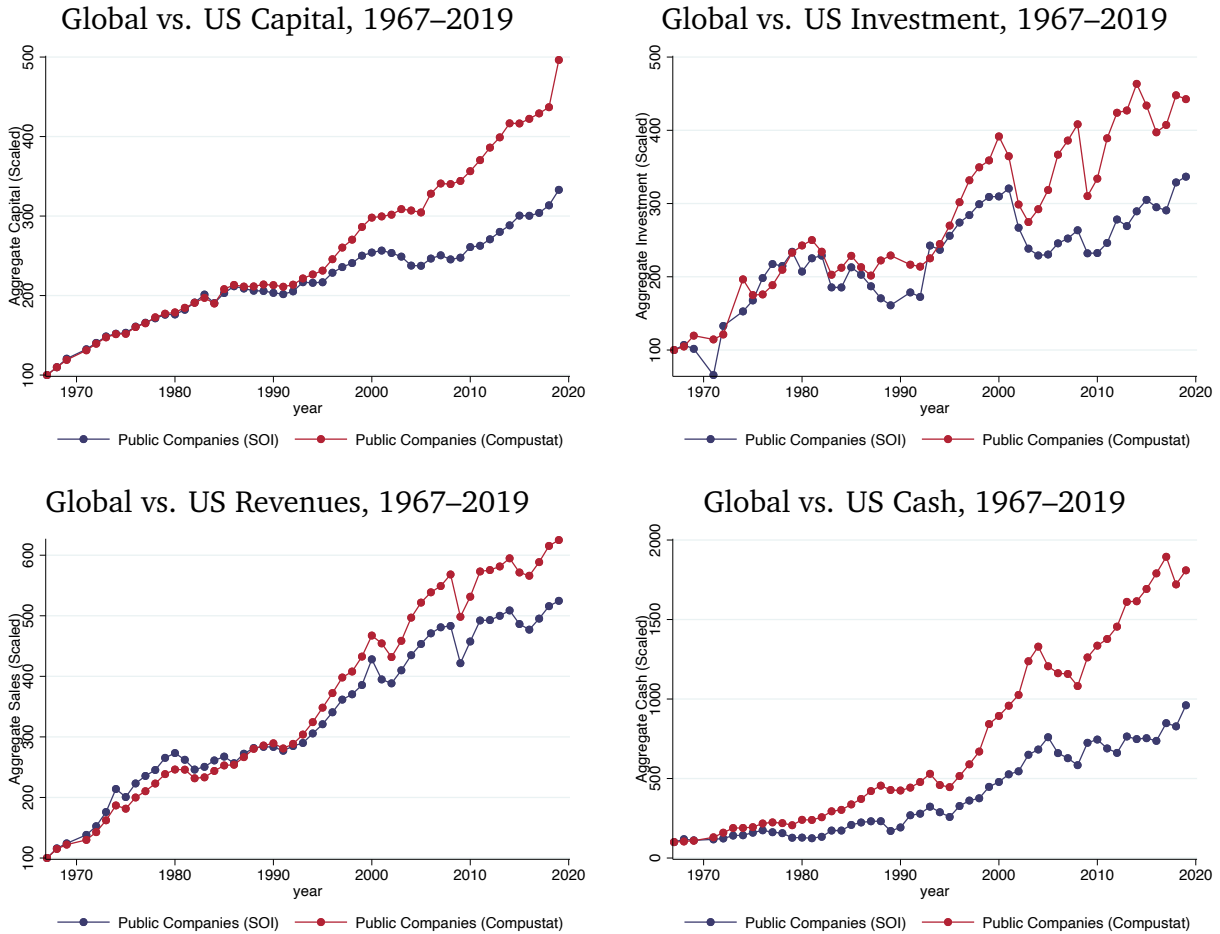 Global vs. US Capital, 1967–2019
Aggregate Capital (Scaled)
100 200 300 400 500
1970 1980 1990 2000 2010 2020
year
Public Companies (SOI) Public Companies (Compustat)
Global vs. US Investment, 1967–2019
Aggregate Investment (Scaled)
100 200 300 400 500
1970 1980 1990 2000 2010 2020
year
Public Companies (SOI) Public Companies (Compustat)
Global vs. US Revenues, 1967–2019
Aggregate Sales (Scaled)
100 200 300 400 500 600
1970 1980 1990 2000 2010 2020
year
Public Companies (SOI) Public Companies (Compustat)
Global vs. US Cash, 1967–2019
Aggregate Cash (Scaled)
0 500 1000 1500 2000
1970 1980 1990 2000 2010 2020
year
Public Companies (SOI) Public Companies (Compustat)